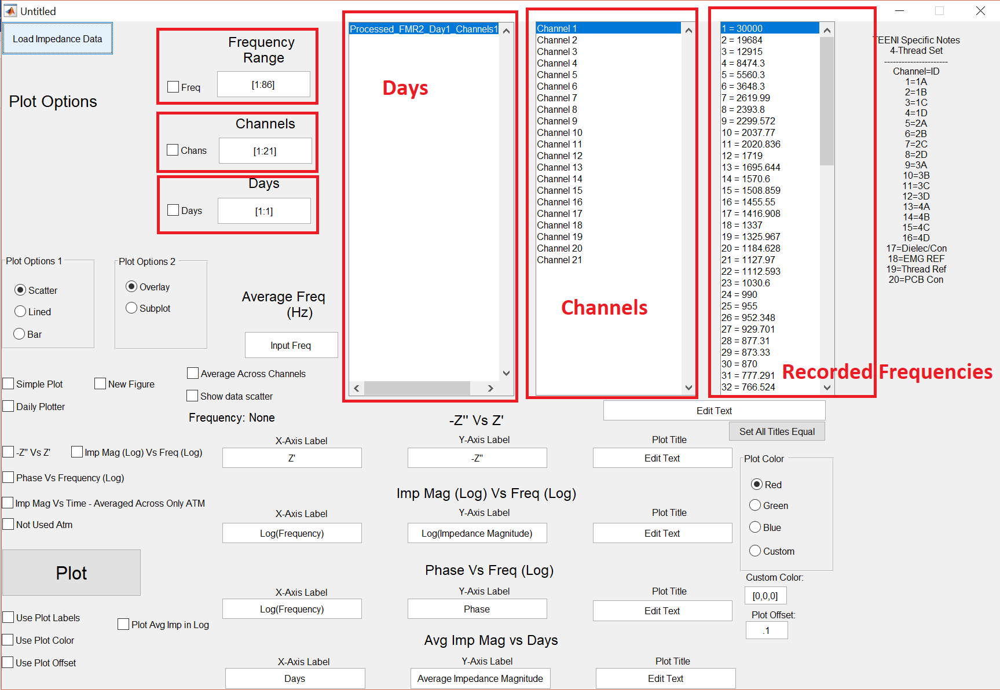 Untitled
Load Impedance Data
Plot Options
Frequency
Range
Freq
[1:86]
Channels
Chans
[1:21]
Days
Days
[1:1]
Plot Options 1
Scatter
Lined
Bar
Plot Options 2
Overlay
Subplot
Average Freq
(Hz)
Input Freq
Simple Plot
New Figure
Average Across Channels
Show data scatter
Daily Plotter
Frequency: None
Processed_FMR2_Day1_Channels1
Days
Channel 1
Channel 2
Channel 3
Channel 4
Channel 5
Channel 6
Channel 7
Channel 8
Channel 9
Channel 10
Channel 11
Channel 12
Channel 13
Channel 14
Channel 15
Channel 16
Channel 17
Channel 18
Channel 19
Channel 20
Channel 21
Channels
1 = 30000
2 = 19684
3 = 12915
4 = 8474.3
5 = 5560.3
6 = 3648.3
7 = 2619.99
8 = 2393.8
9 = 2299.572
10 = 2037.77
11 = 2020.836
12 = 1719
13 = 1695.644
14 = 1570.6
15 = 1508.859
16 = 1455.55
17 = 1416.908
18 = 1337
19 = 1325.967
20 = 1184.628
21 = 1127.97
22 = 1112.593
23 = 1030.6
24 = 990
25 = 955
26 = 952.348
27 = 929.701
28 = 877.31
29 = 873.33
30 = 870
31 = 777.291
32 = 766.524
Recorded Frequencies
TEENI Specific Notes
4-Thread Set
----------------------
Channel=ID
1=1A
2=1B
3=1C
4=1D
5=2A
6=2B
7=2C
8=2D
9=3A
10=3B
11=3C
12=3D
13=4A
14=4B
15=4C
16=4D
17=Dielec/Con
18=EMG REF
19=Thread Ref
20=PCB Con
Edit Text
Set All Titles Equal
-Z'' Vs Z'
Imp Mag (Log) Vs Freq (Log)
Phase Vs Frequency (Log)
Imp Mag Vs Time - Averaged Across Only ATM
Not Used Atm
Plot
Use Plot Labels
Plot Avg Imp in Log
Use Plot Color
Use Plot Offset
-Z'' Vs Z'
X-Axis Label
Y-Axis Label
Plot Title
Z'
-Z''
Edit Text
Imp Mag (Log) Vs Freq (Log)
X-Axis Label
Y-Axis Label
Plot Title
Log(Frequency)
Log(Impedance Magnitude)
Edit Text
Phase Vs Freq (Log)
X-Axis Label
Y-Axis Label
Plot Title
Log(Frequency)
Phase
Edit Text
Avg Imp Mag vs Days
X-Axis Label
Y-Axis Label
Plot Title
Days
Average Impedance Magnitude
Edit Text
Plot Color
Red
Green
Blue
Custom
Custom Color:
[0,0,0]
Plot Offset:
.1